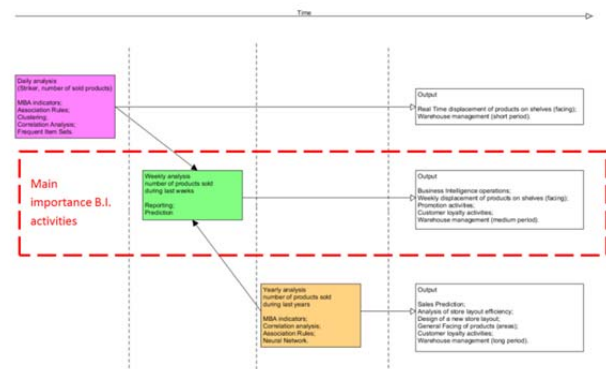 Time
Daily analysis
(Striker, number of sold products)
MBA indicators;
Association Rules;
Clustering;
Correlation Analysis;
Frequent Item Sets.
Output
Real Time displacement of products on shelves (facing);
Warehouse management (short period).
Main
importance B.I.
activities
Weekly analysis
number of products sold
during last weeks
Reporting;
Prediction
Output
Business Intelligence operations;
Weekly displacement of products on shelves (facing);
Promotion activities;
Customer loyalty activities;
Warehouse management (medium period).
Yearly analysis
number of products sold
during last years
MBA indicators;
Correlation analysis;
Association Rules;
Neural Network.
Output
Sales Prediction;
Analysis of store layout efficiency;
Design of a new store layout;
General Facing of products (areas);
Customer loyalty activities;
Warehouse management (long period).